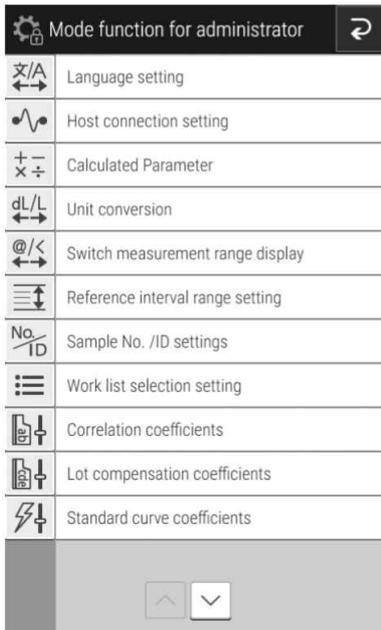 Mode function for administrator
文/A
Language setting
Host connection setting
+ −
× ÷
Calculated Parameter
dL/L
Unit conversion
@/<
Switch measurement range display
Reference interval range setting
No./ID
Sample No. /ID settings
Work list selection setting
ab
Correlation coefficients
cde
Lot compensation coefficients
Standard curve coefficients